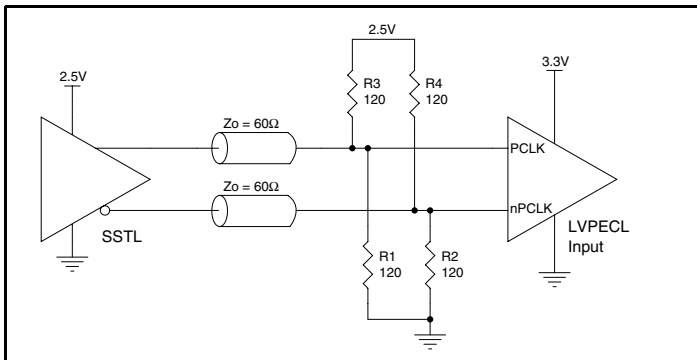 2.5V
2.5V
3.3V
R3
120
R4
120
Zo = 60Ω
PCLK
Zo = 60Ω
nPCLK
SSTL
LVPECL
Input
R1
120
R2
120